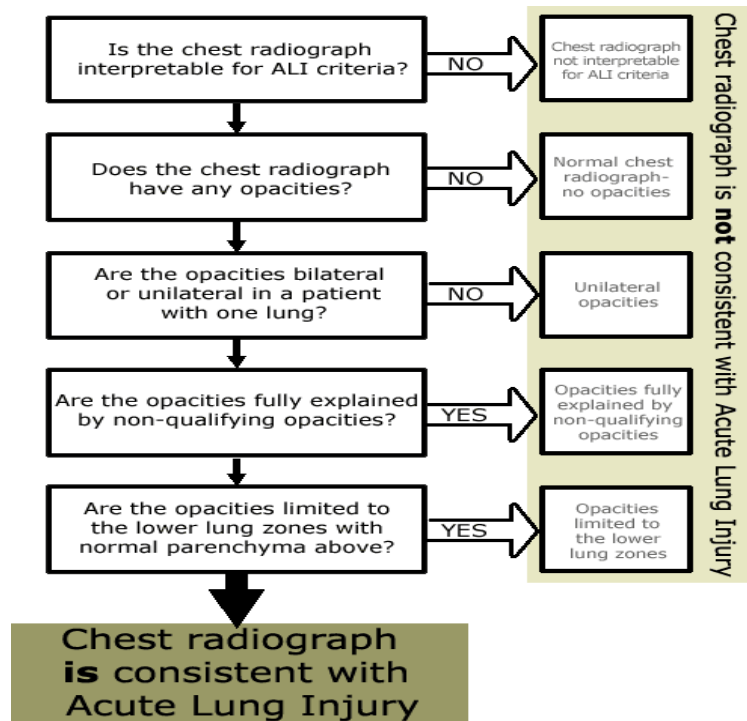 Is the chest radiograph
interpretable for ALI criteria?
NO
Chest radiograph
not interpretable
for ALI criteria
Does the chest radiograph
have any opacities?
NO
Normal chest
radiograph-
no opacities
Are the opacities bilateral
or unilateral in a patient
with one lung?
NO
Unilateral
opacities
Are the opacities fully explained
by non-qualifying opacities?
YES
Opacities fully
explained by
non-qualifying
opacities
Are the opacities limited to
the lower lung zones with
normal parenchyma above?
YES
Opacities
limited to
the lower
lung zones
Chest radiograph is not consistent with Acute Lung Injury
Chest radiograph
is consistent with
Acute Lung Injury